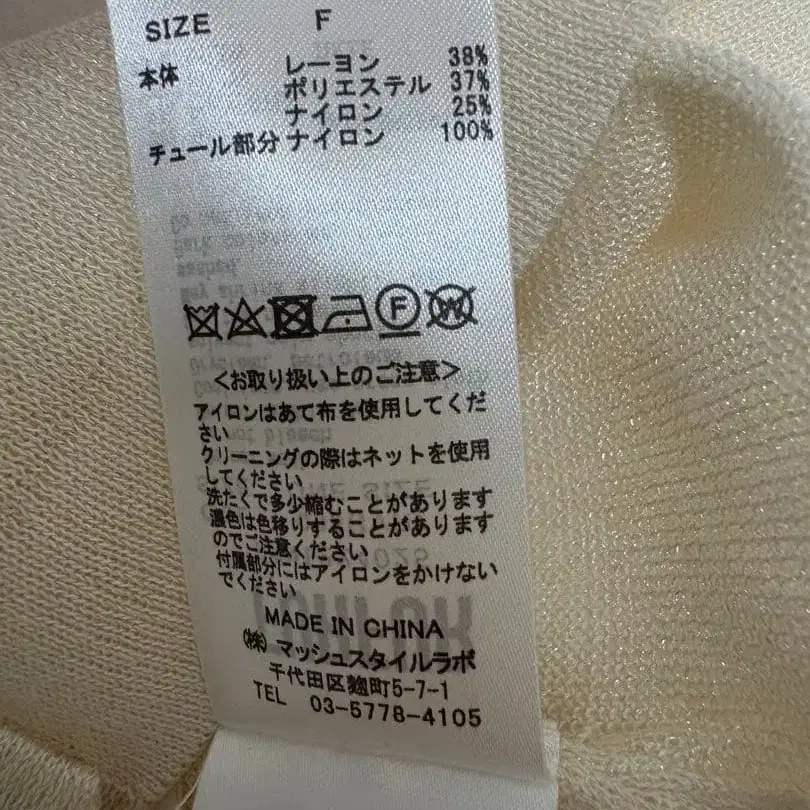 SIZE F
本体 レーヨン 38%
ポリエステル 37%
ナイロン 25%
チュール部分 ナイロン 100%
F W
<お取り扱い上のご注意>
アイロンはあて布を使用してくだ
さい
クリーニングの際はネットを使用
してください
洗たくで多少縮むことがあります
濃色は色移りすることがあります
のでご注意ください
付属部分にはアイロンをかけない
でください
MADE IN CHINA
㈱ マッシュスタイルラボ
千代田区麹町5-7-1
TEL 03-5778-4105